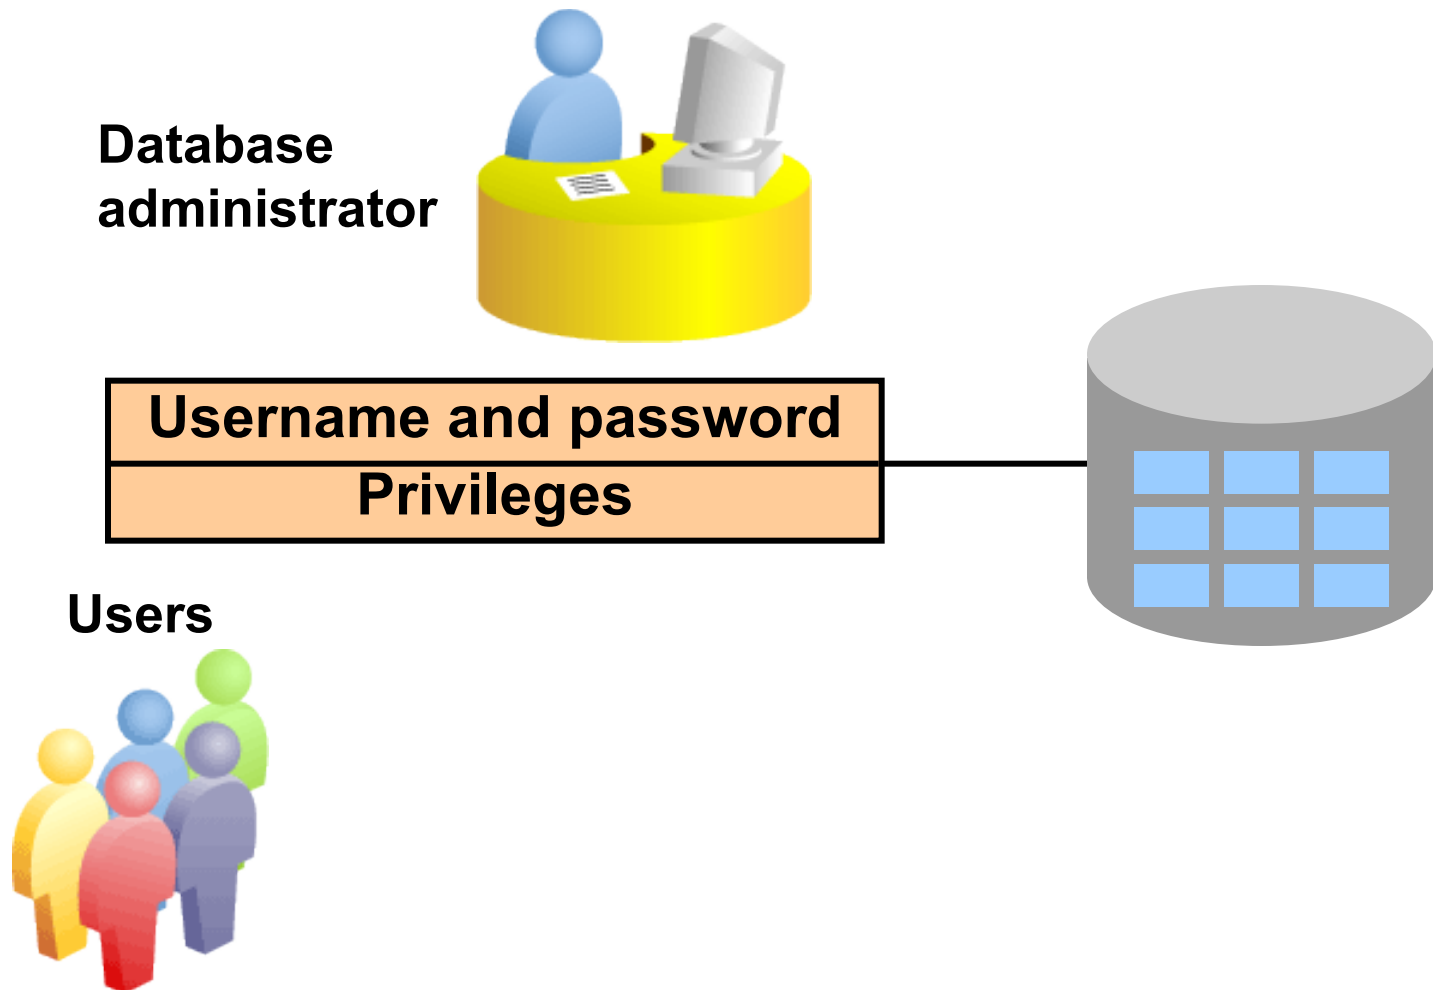 Database
administrator
Username and password
Privileges
Users